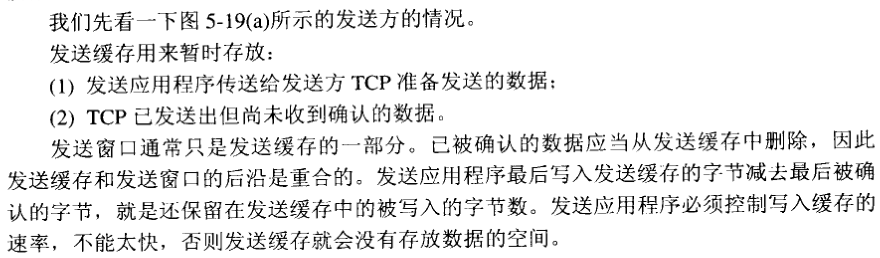 我们先看一下图 5-19(a)所示的发送方的情况。
发送缓存用来暂时存放：
(1) 发送应用程序传送给发送方 TCP 准备发送的数据；
(2) TCP 已发送出但尚未收到确认的数据。
发送窗口通常只是发送缓存的一部分。已被确认的数据应当从发送缓存中删除，因此
发送缓存和发送窗口的后沿是重合的。发送应用程序最后写入发送缓存的字节减去最后被确
认的字节，就是还保留在发送缓存中的被写入的字节数。发送应用程序必须控制写入缓存的
速率，不能太快，否则发送缓存就会没有存放数据的空间。